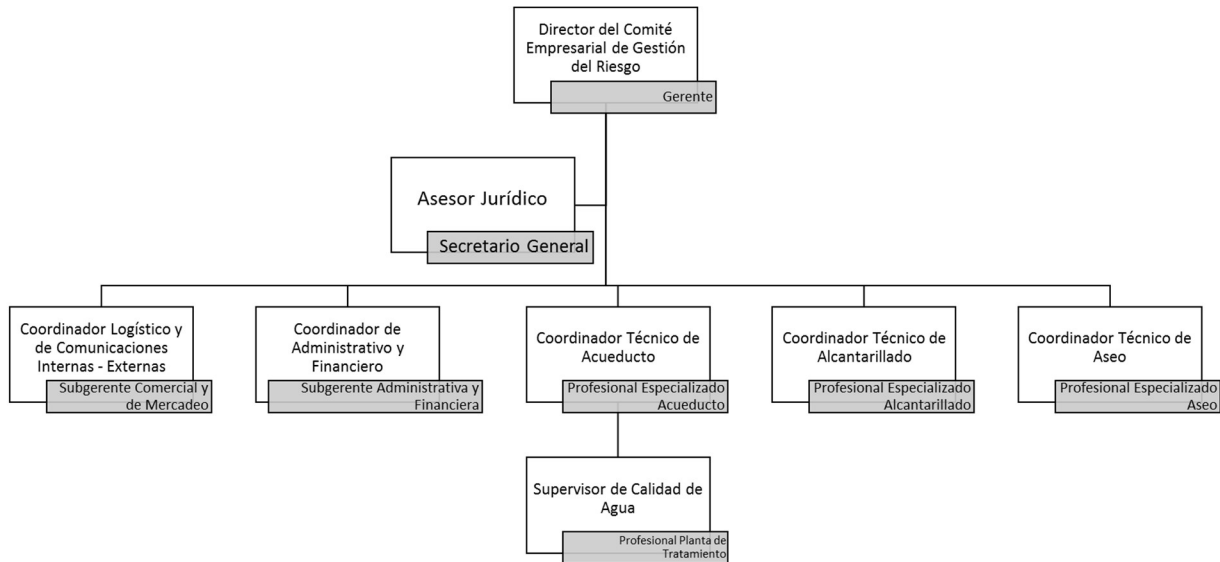 Director del Comité
Empresarial de Gestión
del Riesgo
Gerente
Asesor Jurídico
Secretario General
Coordinador Logístico y
de Comunicaciones
Internas - Externas
Subgerente Comercial y
de Mercadeo
Coordinador de
Administrativo y
Financiero
Subgerente Administrativa y
Financiera
Coordinador Técnico de
Acueducto
Profesional Especializado
Acueducto
Coordinador Técnico de
Alcantarillado
Profesional Especializado
Alcantarillado
Coordinador Técnico de
Aseo
Profesional Especializado
Aseo
Supervisor de Calidad de
Agua
Profesional Planta de
Tratamiento